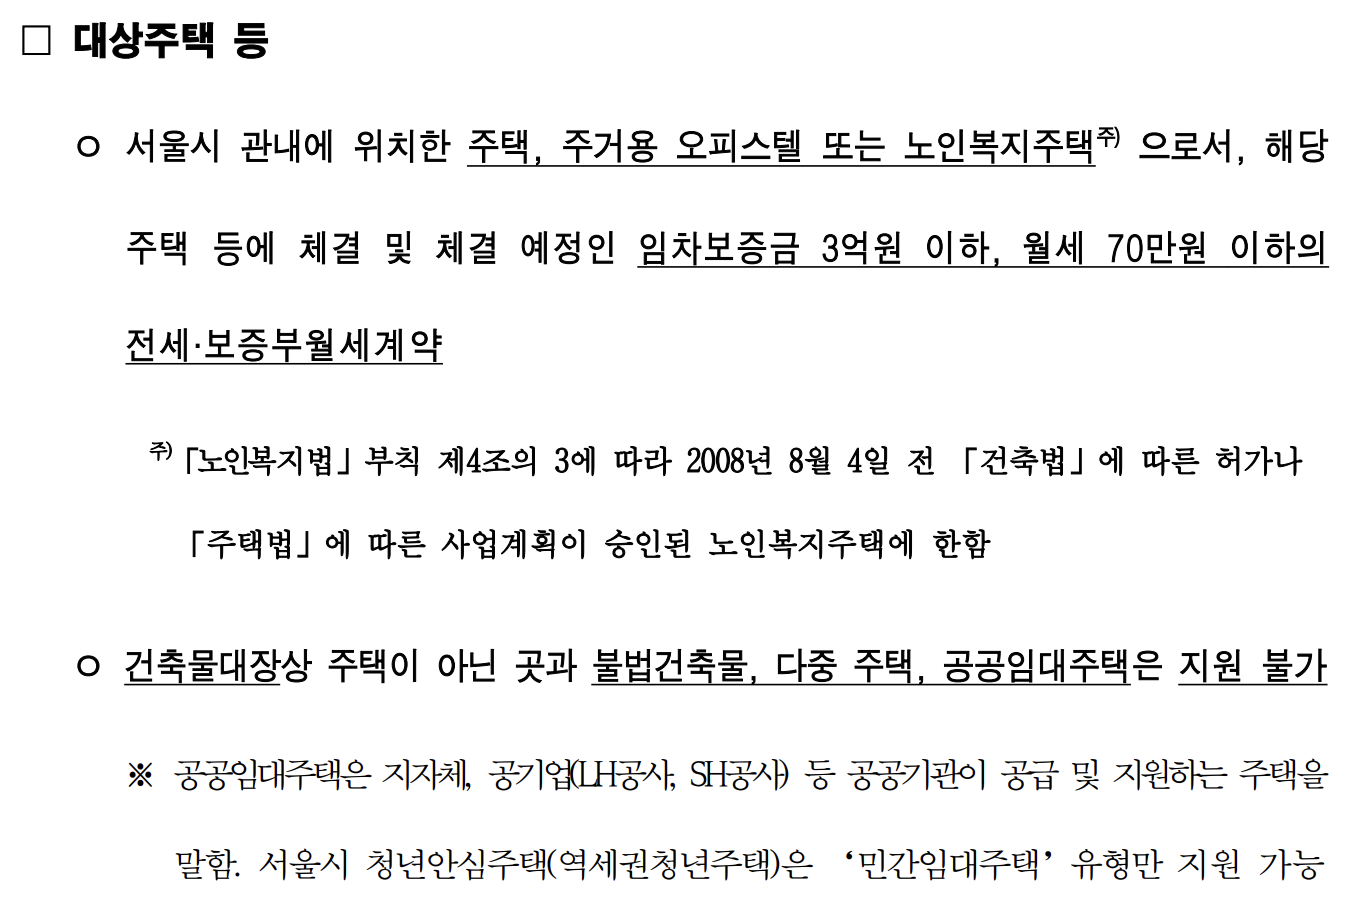 □ 대상주택 등
ㅇ 서울시 관내에 위치한 주택, 주거용 오피스텔 또는 노인복지주택주) 으로서, 해당
주택 등에 체결 및 체결 예정인 임차보증금 3억원 이하, 월세 70만원 이하의
전세·보증부월세계약
주)「노인복지법」부칙 제4조의 3에 따라 2008년 8월 4일 전 「건축법」에 따른 허가나
「주택법」에 따른 사업계획이 승인된 노인복지주택에 한함
ㅇ 건축물대장상 주택이 아닌 곳과 불법건축물, 다중 주택, 공공임대주택은 지원 불가
※ 공공임대주택은 지자체, 공기업(LH공사, SH공사) 등 공공기관이 공급 및 지원하는 주택을
말함. 서울시 청년안심주택(역세권청년주택)은 ‘민간임대주택’유형만 지원 가능